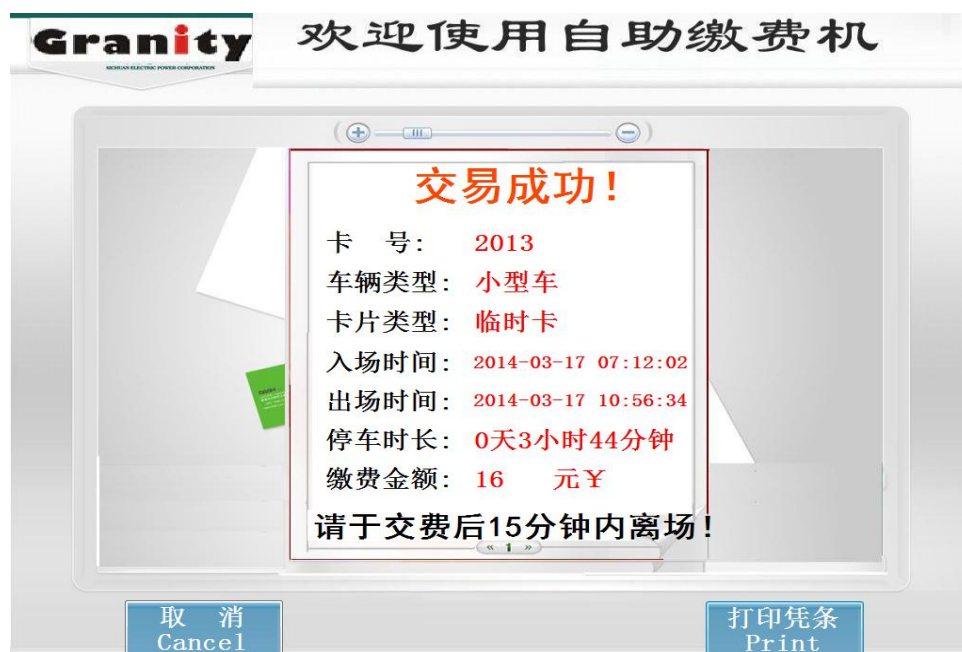 Granity
欢迎使用自助缴费机
SICHUAN ELECTRIC POWER CORPORATION
交易成功！
卡 号： 2013
车辆类型： 小型车
卡片类型： 临时卡
入场时间： 2014-03-17 07:12:02
出场时间： 2014-03-17 10:56:34
停车时长： 0天3小时44分钟
缴费金额： 16 元¥
请于交费后15分钟内离场！
« 1 »
取 消
Cancel
打印凭条
Print